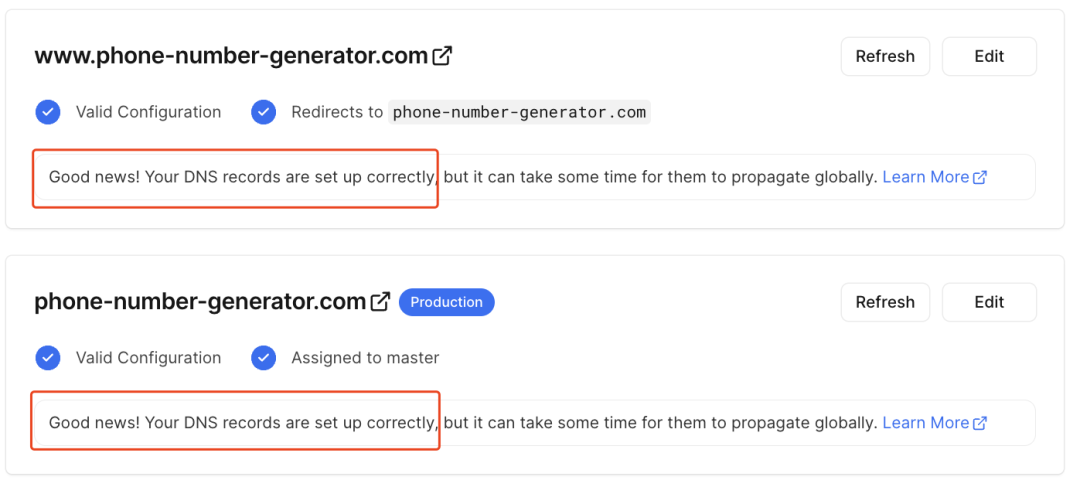 www.phone-number-generator.com
Refresh
Edit
Valid Configuration
Redirects to phone-number-generator.com
Good news! Your DNS records are set up correctly, but it can take some time for them to propagate globally. Learn More
phone-number-generator.com Production
Refresh
Edit
Valid Configuration
Assigned to master
Good news! Your DNS records are set up correctly, but it can take some time for them to propagate globally. Learn More